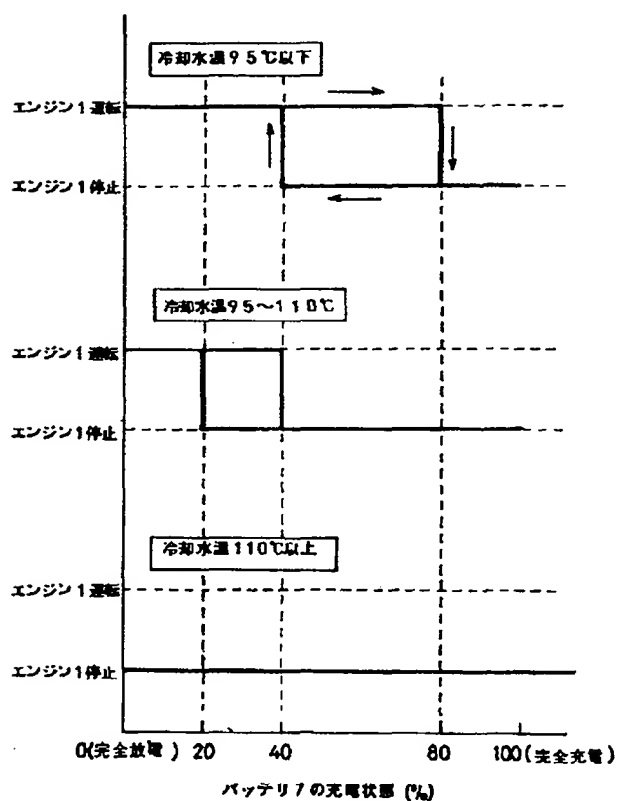 冷却水温95℃以下
エンジン1運転
エンジン1停止
冷却水温95〜110℃
エンジン1運転
エンジン1停止
冷却水温110℃以上
エンジン1運転
エンジン1停止
0(完全放電) 20 40 80 100(完全充電)
バッテリ7の充電状態 (%)